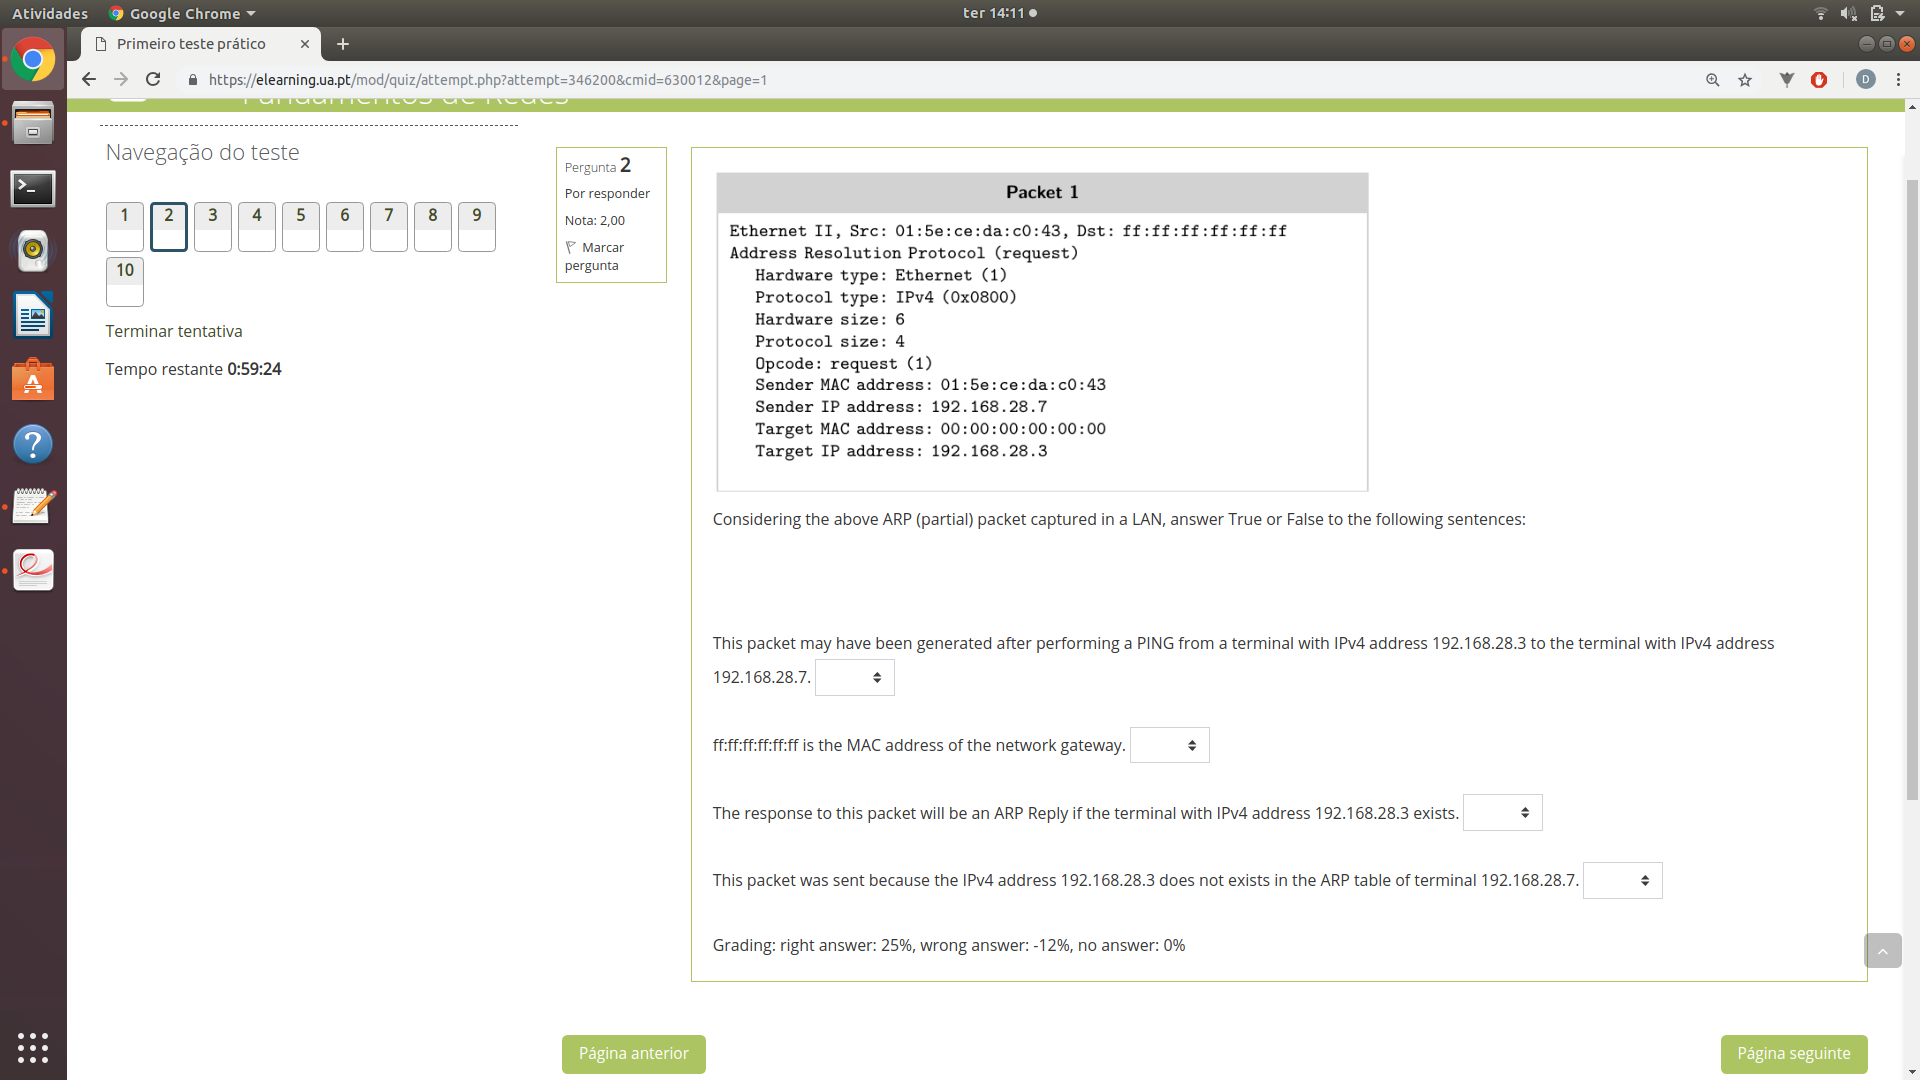 Atividades
Google Chrome
ter 14:11
Primeiro teste prático
https://elearning.ua.pt/mod/quiz/attempt.php?attempt=346200&cmid=630012&page=1
D
Fundamentos de Redes
Navegação do teste
1 2 3 4 5 6 7 8 9
10
Terminar tentativa
Tempo restante 0:59:24
Pergunta 2
Por responder
Nota: 2,00
Marcar
pergunta
Packet 1
Ethernet II, Src: 01:5e:ce:da:c0:43, Dst: ff:ff:ff:ff:ff:ff
Address Resolution Protocol (request)
Hardware type: Ethernet (1)
Protocol type: IPv4 (0x0800)
Hardware size: 6
Protocol size: 4
Opcode: request (1)
Sender MAC address: 01:5e:ce:da:c0:43
Sender IP address: 192.168.28.7
Target MAC address: 00:00:00:00:00:00
Target IP address: 192.168.28.3
Considering the above ARP (partial) packet captured in a LAN, answer True or False to the following sentences:
This packet may have been generated after performing a PING from a terminal with IPv4 address 192.168.28.3 to the terminal with IPv4 address
192.168.28.7.
ff:ff:ff:ff:ff:ff is the MAC address of the network gateway.
The response to this packet will be an ARP Reply if the terminal with IPv4 address 192.168.28.3 exists.
This packet was sent because the IPv4 address 192.168.28.3 does not exists in the ARP table of terminal 192.168.28.7.
Grading: right answer: 25%, wrong answer: -12%, no answer: 0%
Página anterior
Página seguinte